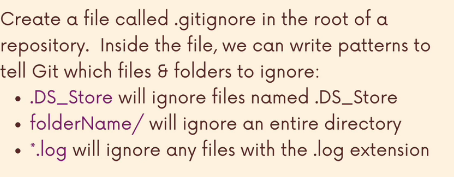 Create a file called .gitignore in the root of a
repository. Inside the file, we can write patterns to
tell Git which files & folders to ignore:
• .DS_Store will ignore files named .DS_Store
• folderName/ will ignore an entire directory
• *.log will ignore any files with the .log extension